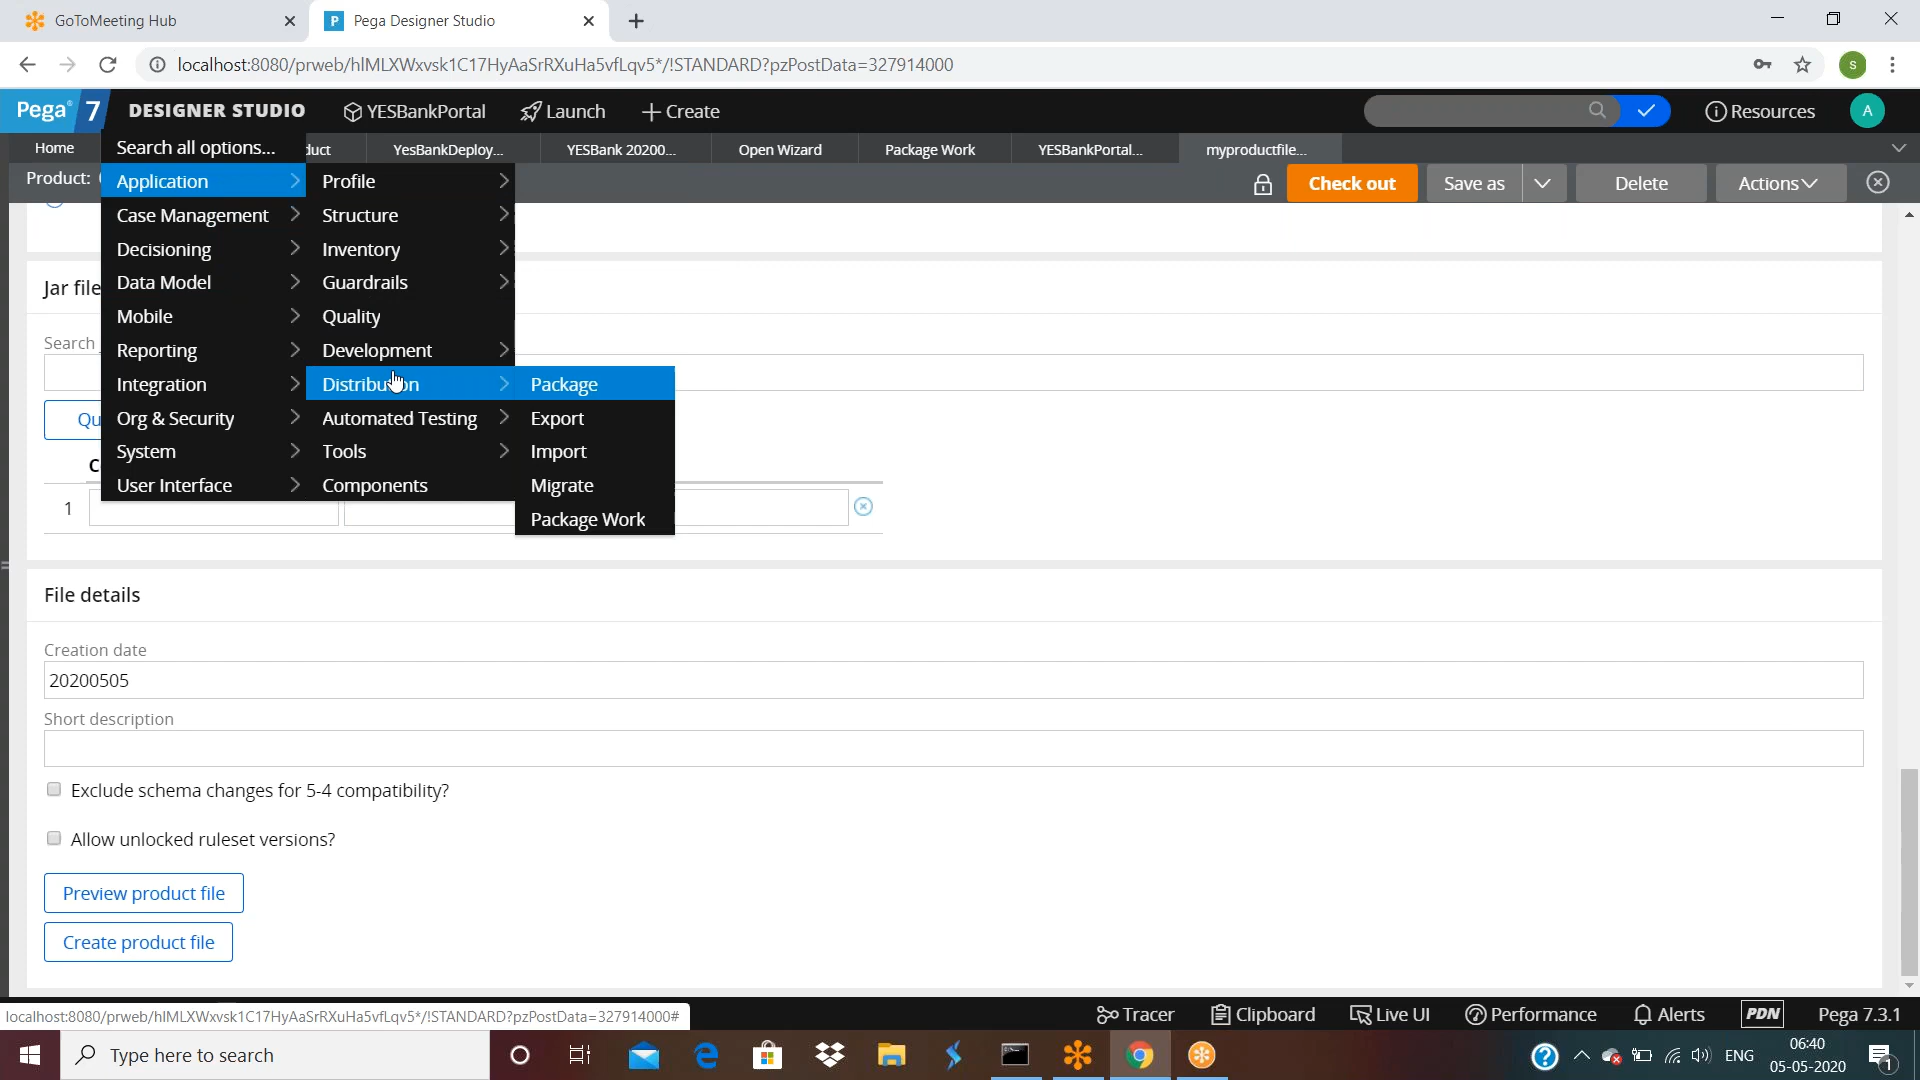 GoToMeeting Hub
Pega Designer Studio
localhost:8080/prweb/hIMLXWxvsk1C17HyAaSrRXuHa5vfLqv5*/!STANDARD?pzPostData=327914000
Pega 7 DESIGNER STUDIO YESBankPortal Launch Create Resources A
Home Search all options... duct YesBankDeploy... YESBank 20200... Open Wizard Package Work YESBankPortal... myproductfile...
Product: Application Profile Check out Save as Delete Actions
Case Management Structure
Decisioning Inventory
Jar file Data Model Guardrails
Mobile Quality
Search Reporting Development
Integration Distribution Package
Qu Org & Security Automated Testing Export
System Tools Import
User Interface Components Migrate
1 Package Work
File details
Creation date
20200505
Short description
Exclude schema changes for 5-4 compatibility?
Allow unlocked ruleset versions?
Preview product file
Create product file
localhost:8080/prweb/hIMLXWxvsk1C17HyAaSrRXuHa5vfLqv5*/!STANDARD?pzPostData=327914000#
Tracer Clipboard Live UI Performance Alerts PDN Pega 7.3.1
Type here to search
ENG
06:40
05-05-2020
1